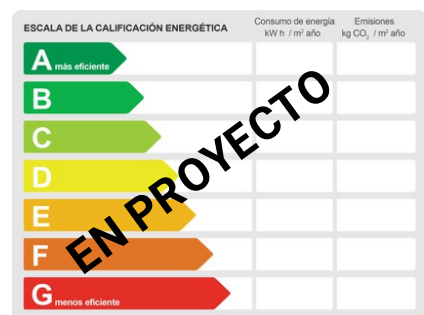 ESCALA DE LA CALIFICACIÓN ENERGÉTICA
Consumo de energía
kW h / m² año
Emisiones
kg CO₂ / m² año
A más eficiente
B
C
D
E
F
G menos eficiente
EN PROYECTO